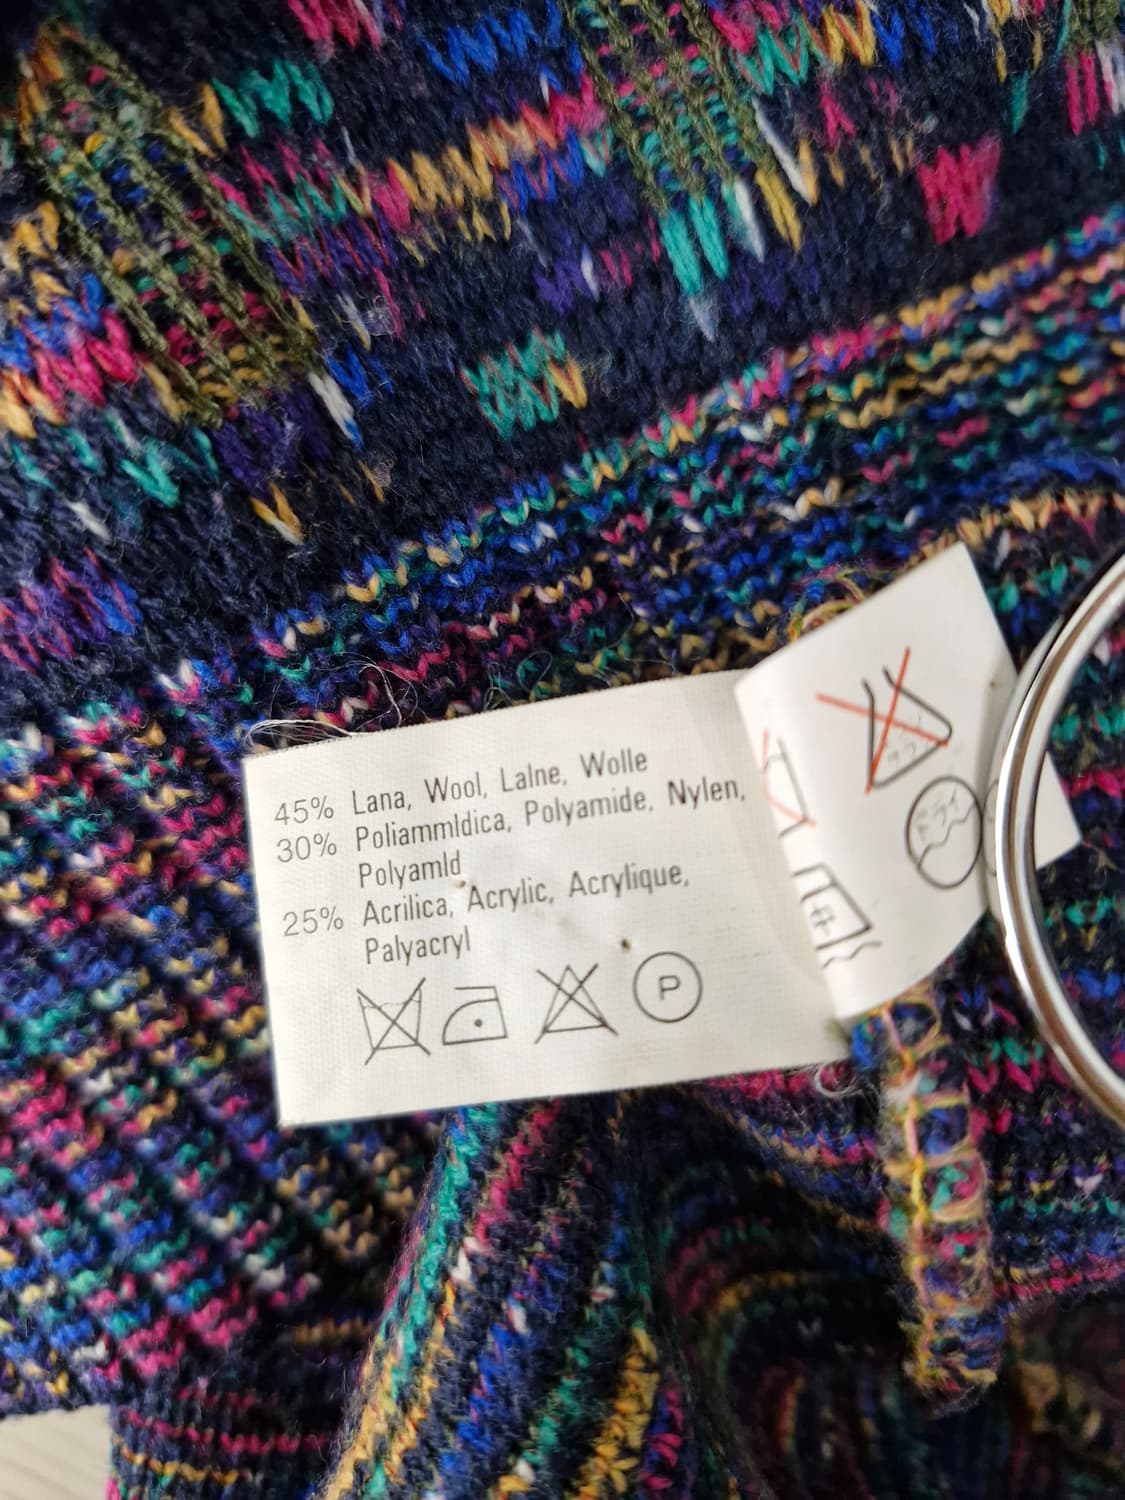 45% Lana, Wool, Lalne, Wolle
30% Poliammldica, Polyamide, Nylen,
Polyamld
25% Acrilica, Acrylic, Acrylique,
Palyacryl
P